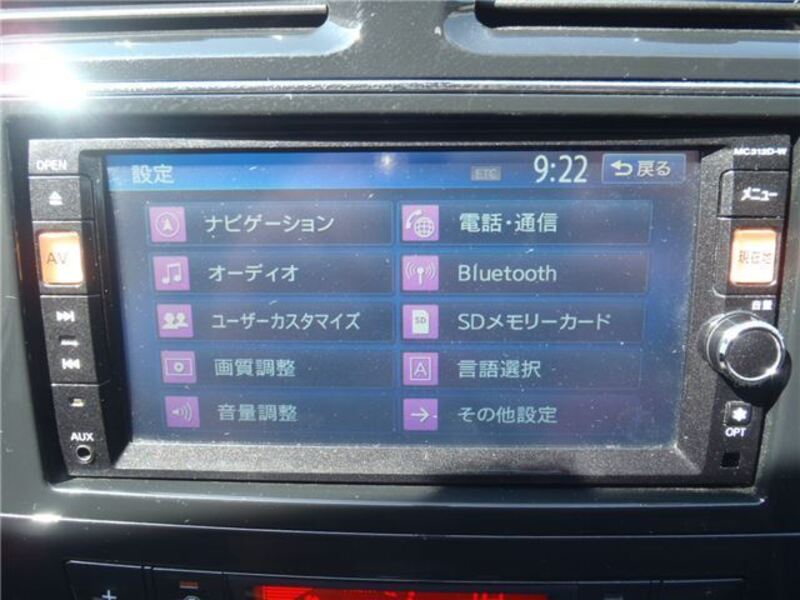 OPEN
MC313D-W
設定
ETC
9:22
戻る
メニュー
AV
現在地
音量
ナビゲーション
電話・通信
オーディオ
Bluetooth
ユーザーカスタマイズ
SD
SDメモリーカード
画質調整
A
言語選択
音量調整
その他設定
AUX
OPT